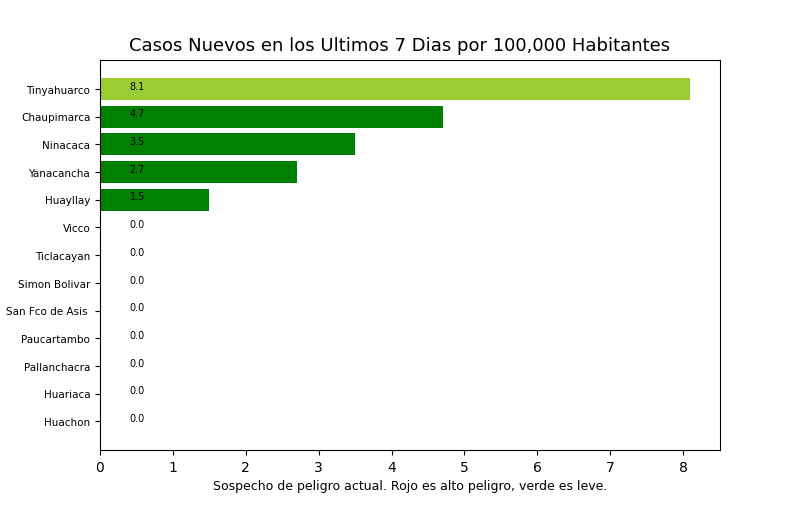 Casos Nuevos en los Ultimos 7 Dias por 100,000 Habitantes
Tinyahuarco 8.1
Chaupimarca 4.7
Ninacaca 3.5
Yanacancha 2.7
Huayllay 1.5
Vicco 0.0
Ticlacayan 0.0
Simon Bolivar 0.0
San Fco de Asis 0.0
Paucartambo 0.0
Pallanchacra 0.0
Huariaca 0.0
Huachon 0.0
0 1 2 3 4 5 6 7 8
Sospecho de peligro actual. Rojo es alto peligro, verde es leve.